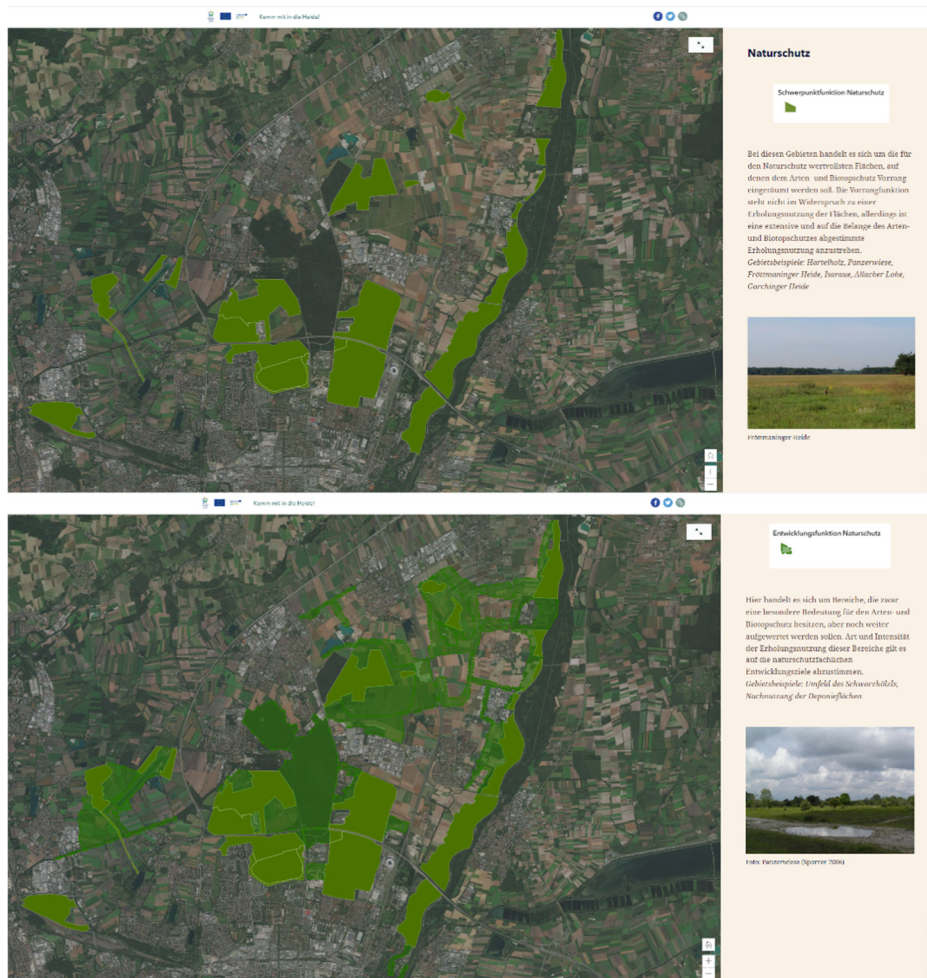 Komm mit in die Heide!
Naturschutz
Schwerpunktfunktion Naturschutz
Bei diesen Gebieten handelt es sich um die für
den Naturschutz wertvollsten Flächen, auf
denen dem Arten- und Biotopschutz Vorrang
eingeräumt werden soll. Die Vorrangfunktion
steht nicht im Widerspruch zu einer
Erholungsnutzung der Flächen, allerdings ist
eine extensive und auf die Belange des Arten-
und Biotopschutzes abgestimmte
Erholungsnutzung anzustreben.
Gebietsbeispiele: Hartelholz, Panzerwiese,
Fröttmaninger Heide, Isaraue, Allacher Lohe,
Garchinger Heide
Fröttmaninger Heide
Komm mit in die Heide!
Entwicklungsfunktion Naturschutz
Hier handelt es sich um Bereiche, die zwar
eine besondere Bedeutung für den Arten- und
Biotopschutz besitzen, aber noch weiter
aufgewertet werden sollen. Art und Intensität
der Erholungsnutzung dieser Bereiche gilt es
auf die naturschutzfachlichen
Entwicklungsziele abzustimmen.
Gebietsbeispiele: Umfeld des Schwarzhölzls,
Nachnutzung der Deponieflächen
Foto: Panzerwiese (Sporrer 2006)